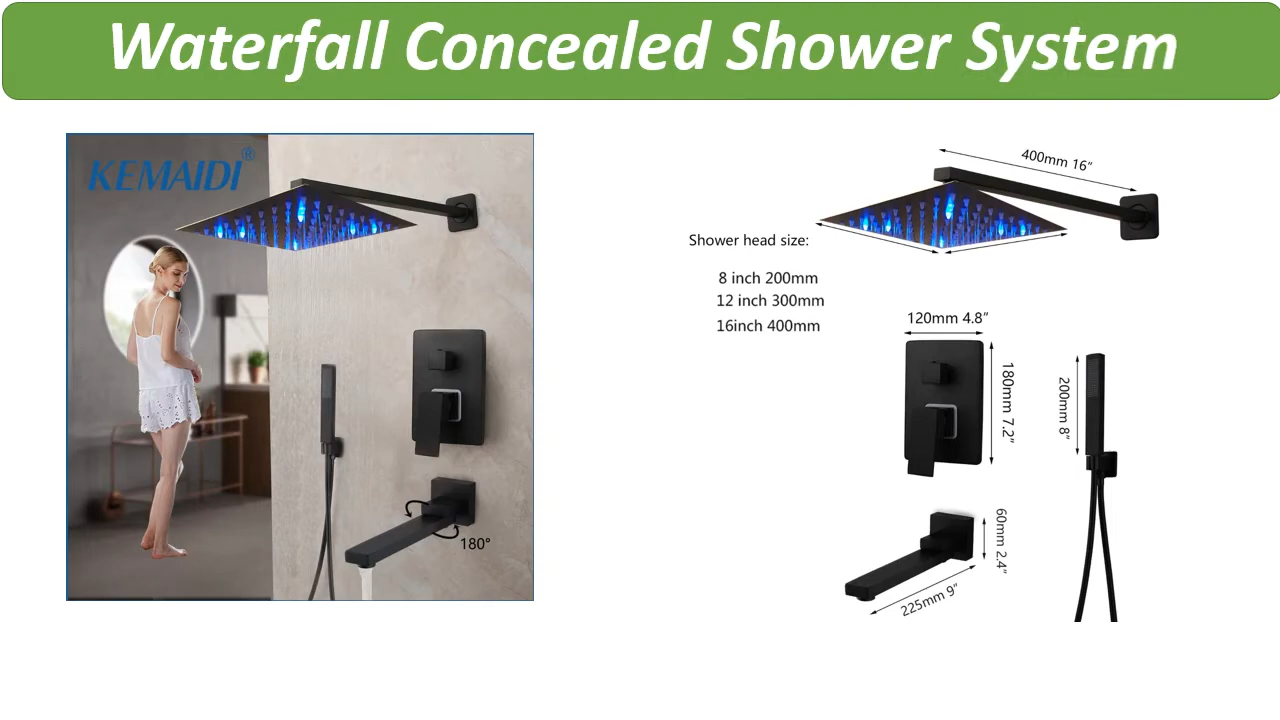 Waterfall Concealed Shower System
KEMAIDI®
180°
400mm 16”
Shower head size:
8 inch 200mm
12 inch 300mm
16inch 400mm
120mm 4.8”
180mm 7.2”
200mm 8”
60mm 2.4”
225mm 9”